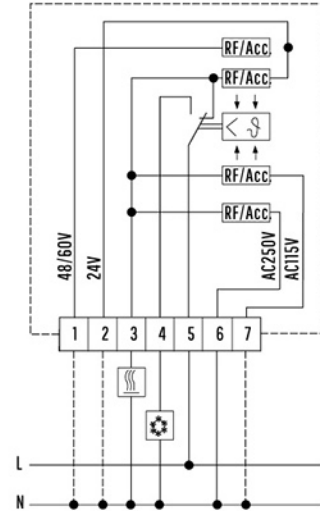 RF/Acc.
RF/Acc.
< ϑ
RF/Acc.
RF/Acc.
48/60V
24V
AC250V
AC115V
1 2 3 4 5 6 7
L
N